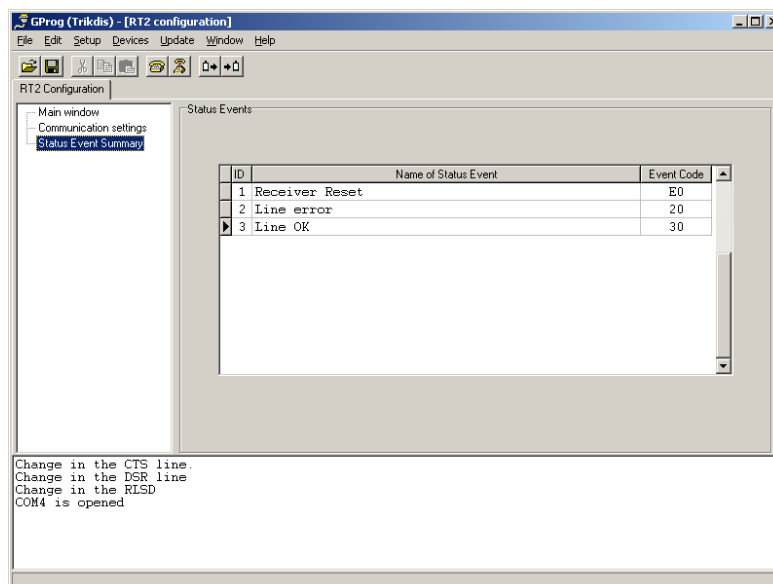 GProg (Trikdis) - [RT2 configuration]
File Edit Setup Devices Update Window Help
RT2 Configuration
Main window
Communication settings
Status Event Summary
Status Events
ID Name of Status Event Event Code
1 Receiver Reset E0
2 Line error 20
3 Line OK 30
Change in the CTS line.
Change in the DSR line
Change in the RLSD
COM4 is opened